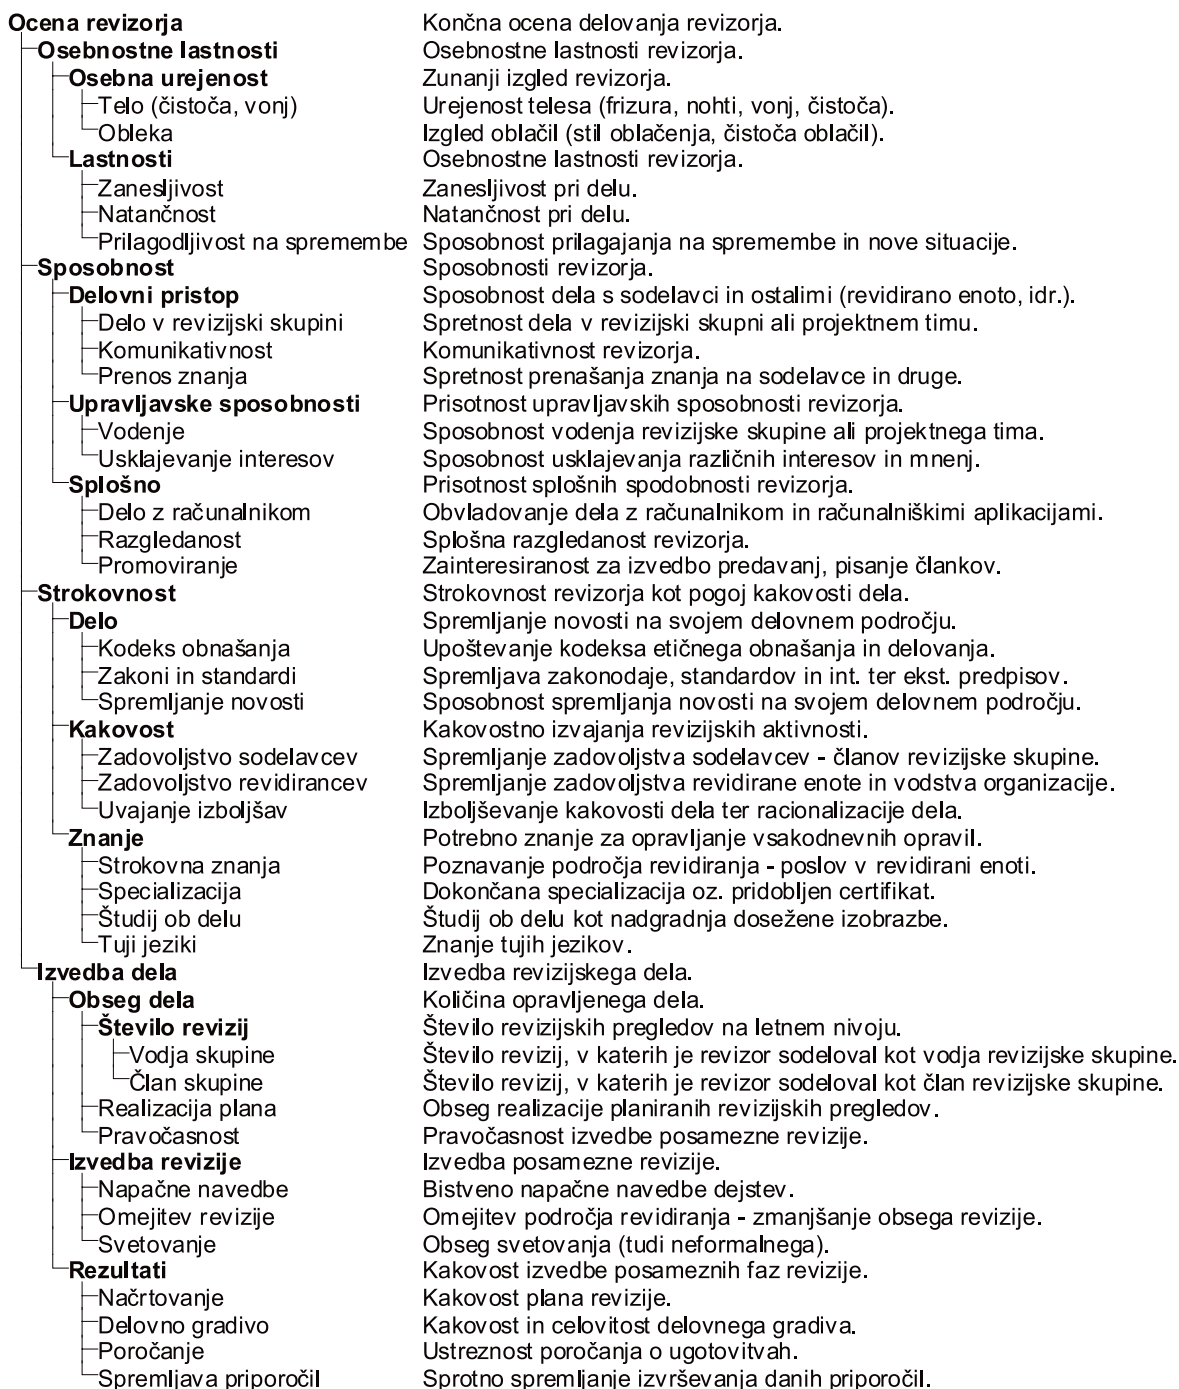 Ocena revizorja Končna ocena delovanja revizorja.
Osebnostne lastnosti Osebnostne lastnosti revizorja.
Osebna urejenost Zunanji izgled revizorja.
Telo (čistoča, vonj) Urejenost telesa (frizura, nohti, vonj, čistoča).
Obleka Izgled oblačil (stil oblačenja, čistoča oblačil).
Lastnosti Osebnostne lastnosti revizorja.
Zanesljivost Zanesljivost pri delu.
Natančnost Natančnost pri delu.
Prilagodljivost na spremembe Sposobnost prilagajanja na spremembe in nove situacije.
Sposobnost Sposobnosti revizorja.
Delovni pristop Sposobnost dela s sodelavci in ostalimi (revidirano enoto, idr.).
Delo v revizijski skupini Spretnost dela v revizijski skupni ali projektnem timu.
Komunikativnost Komunikativnost revizorja.
Prenos znanja Spretnost prenašanja znanja na sodelavce in druge.
Upravljavske sposobnosti Prisotnost upravljavskih sposobnosti revizorja.
Vodenje Sposobnost vodenja revizijske skupine ali projektnega tima.
Usklajevanje interesov Sposobnost usklajevanja različnih interesov in mnenj.
Splošno Prisotnost splošnih spodobnosti revizorja.
Delo z računalnikom Obvladovanje dela z računalnikom in računalniškimi aplikacijami.
Razgledanost Splošna razgledanost revizorja.
Promoviranje Zainteresiranost za izvedbo predavanj, pisanje člankov.
Strokovnost Strokovnost revizorja kot pogoj kakovosti dela.
Delo Spremljanje novosti na svojem delovnem področju.
Kodeks obnašanja Upoštevanje kodeksa etičnega obnašanja in delovanja.
Zakoni in standardi Spremljava zakonodaje, standardov in int. ter ekst. predpisov.
Spremljanje novosti Sposobnost spremljanja novosti na svojem delovnem področju.
Kakovost Kakovostno izvajanja revizijskih aktivnosti.
Zadovoljstvo sodelavcev Spremljanje zadovoljstva sodelavcev - članov revizijske skupine.
Zadovoljstvo revidirancev Spremljanje zadovoljstva revidirane enote in vodstva organizacije.
Uvajanje izboljšav Izboljševanje kakovosti dela ter racionalizacije dela.
Znanje Potrebno znanje za opravljanje vsakodnevnih opravil.
Strokovna znanja Poznavanje področja revidiranja - poslov v revidirani enoti.
Specializacija Dokončana specializacija oz. pridobljen certifikat.
Študij ob delu Študij ob delu kot nadgradnja dosežene izobrazbe.
Tuji jeziki Znanje tujih jezikov.
Izvedba dela Izvedba revizijskega dela.
Obseg dela Količina opravljenega dela.
Število revizij Število revizijskih pregledov na letnem nivoju.
Vodja skupine Število revizij, v katerih je revizor sodeloval kot vodja revizijske skupine.
Član skupine Število revizij, v katerih je revizor sodeloval kot član revizijske skupine.
Realizacija plana Obseg realizacije planiranih revizijskih pregledov.
Pravočasnost Pravočasnost izvedbe posamezne revizije.
Izvedba revizije Izvedba posamezne revizije.
Napačne navedbe Bistveno napačne navedbe dejstev.
Omejitev revizije Omejitev področja revidiranja - zmanjšanje obsega revizije.
Svetovanje Obseg svetovanja (tudi neformalnega).
Rezultati Kakovost izvedbe posameznih faz revizije.
Načrtovanje Kakovost plana revizije.
Delovno gradivo Kakovost in celovitost delovnega gradiva.
Poročanje Ustreznost poročanja o ugotovitvah.
Spremljava priporočil Sprotno spremljanje izvrševanja danih priporočil.